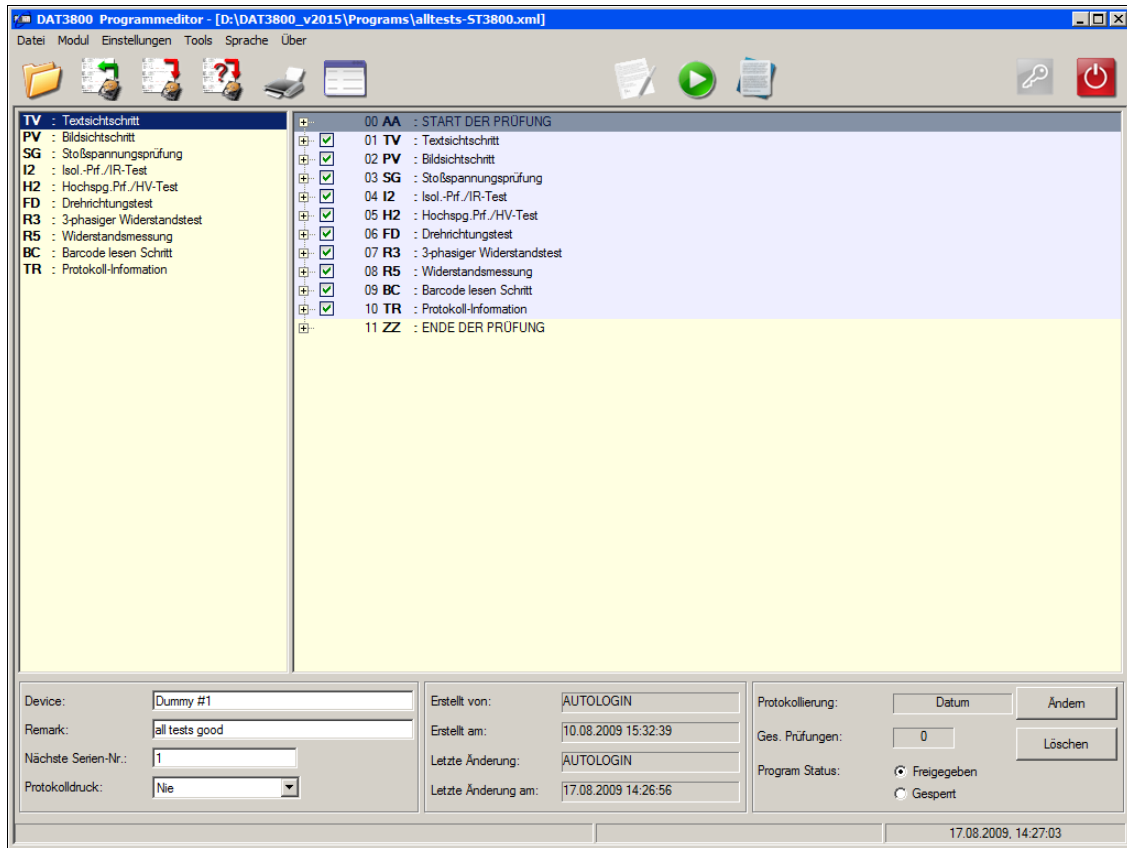 DAT3800 Programmeditor - [D:\DAT3800_v2015\Programs\alltests-ST3800.xml]
Datei Modul Einstellungen Tools Sprache Über
TV : Textsichtschritt
PV : Bildsichtschritt
SG : Stoßspannungsprüfung
I2 : Isol.-Prf./IR-Test
H2 : Hochspg.Prf./HV-Test
FD : Drehrichtungstest
R3 : 3-phasiger Widerstandstest
R5 : Widerstandsmessung
BC : Barcode lesen Schritt
TR : Protokoll-Information
00 AA : START DER PRÜFUNG
01 TV : Textsichtschritt
02 PV : Bildsichtschritt
03 SG : Stoßspannungsprüfung
04 I2 : Isol.-Prf./IR-Test
05 H2 : Hochspg.Prf./HV-Test
06 FD : Drehrichtungstest
07 R3 : 3-phasiger Widerstandstest
08 R5 : Widerstandsmessung
09 BC : Barcode lesen Schritt
10 TR : Protokoll-Information
11 ZZ : ENDE DER PRÜFUNG
Device: Dummy #1
Remark: all tests good
Nächste Serien-Nr.: 1
Protokolldruck: Nie
Erstellt von: AUTOLOGIN
Erstellt am: 10.08.2009 15:32:39
Letzte Änderung: AUTOLOGIN
Letzte Änderung am: 17.08.2009 14:26:56
Protokollierung: Datum Ändern
Ges. Prüfungen: 0 Löschen
Program Status: Freigegeben
Gesperrt
17.08.2009, 14:27:03